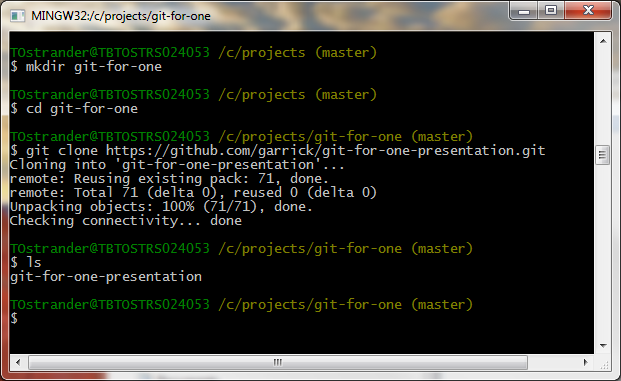 MINGW32:/c/projects/git-for-one
TOstrander@TBTOSTRS024053 /c/projects (master)
$ mkdir git-for-one
TOstrander@TBTOSTRS024053 /c/projects (master)
$ cd git-for-one
TOstrander@TBTOSTRS024053 /c/projects/git-for-one (master)
$ git clone https://github.com/garrick/git-for-one-presentation.git
Cloning into 'git-for-one-presentation'...
remote: Reusing existing pack: 71, done.
remote: Total 71 (delta 0), reused 0 (delta 0)
Unpacking objects: 100% (71/71), done.
Checking connectivity... done
TOstrander@TBTOSTRS024053 /c/projects/git-for-one (master)
$ ls
git-for-one-presentation
TOstrander@TBTOSTRS024053 /c/projects/git-for-one (master)
$